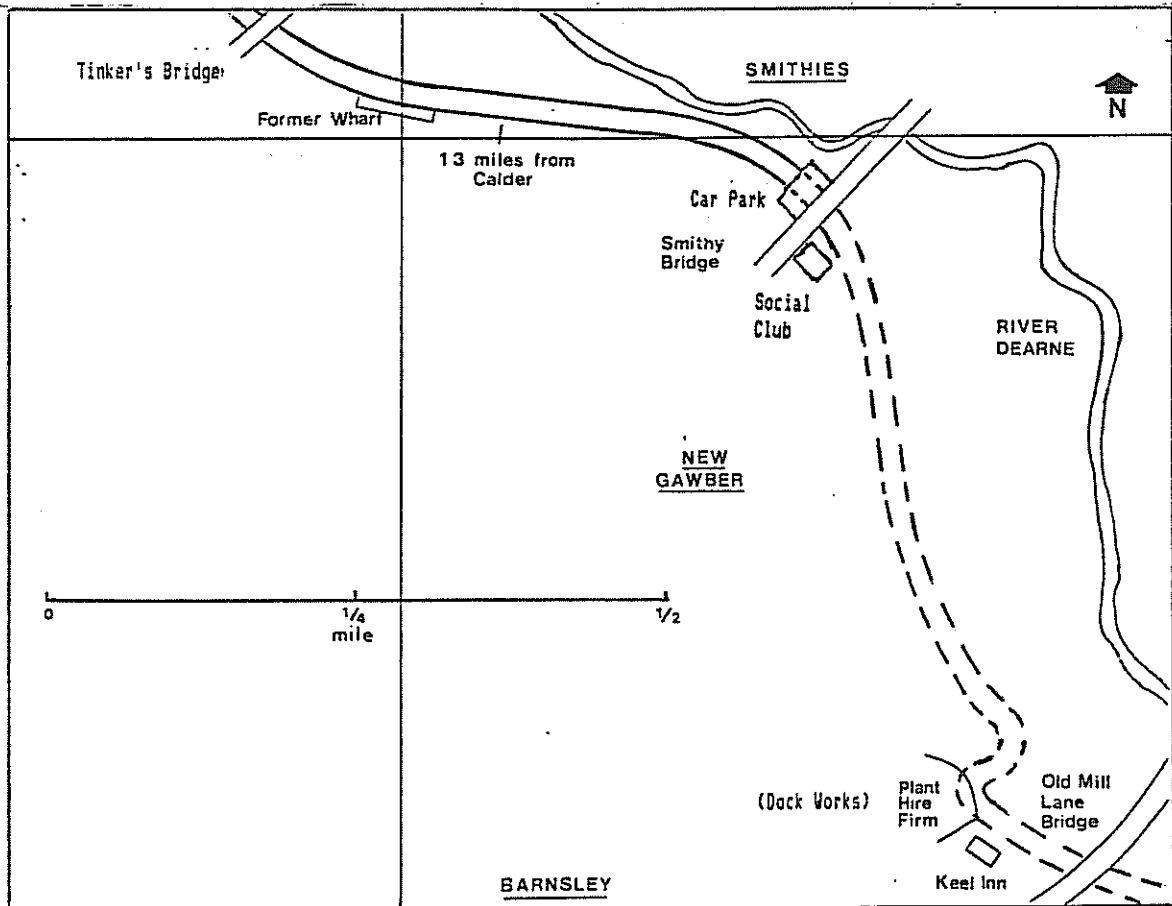 Tinker's Bridge
SMITHIES
N
Former Wharf
13 miles from
Calder
Car Park
Smithy
Bridge
Social
Club
RIVER
DEARNE
NEW
GAWBER
0
1/4
1/2
mile
(Dock Works)
Plant
Hire
Firm
Old Mill
Lane
Bridge
Keel Inn
BARNSLEY